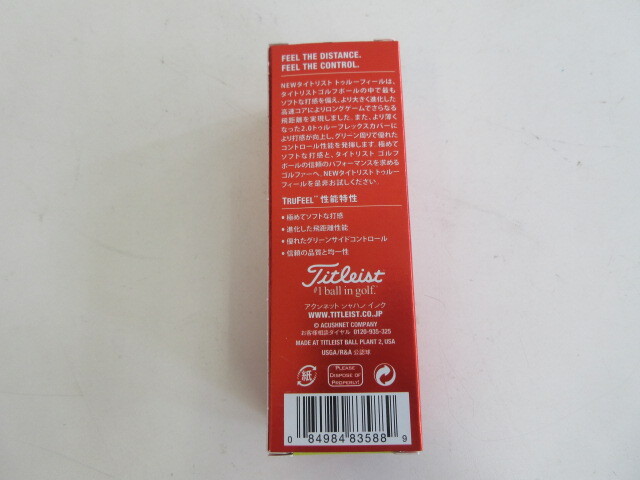 FEEL THE DISTANCE.
FEEL THE CONTROL.
NEWタイトリスト トゥルーフィールは、
タイトリストゴルフボールの中で最も
ソフトな打感を備え、より大きく進化した
高速コアによりロングゲームでさらなる
飛距離を実現しました。また、より薄く
なった2.0トゥルーフレックスカバーに
より打感が向上し、グリーン周りで優れた
コントロール性能を発揮します。極めて
ソフトな打感と、タイトリスト ゴルフ
ボールの信頼のパフォーマンスを求める
ゴルファーへ、NEWタイトリスト トゥルー
フィールを是非お試しください。
TRUFEEL™ 性能特性
• 極めてソフトな打感
• 進化した飛距離性能
• 優れたグリーンサイドコントロール
• 信頼の品質と均一性
Titleist
#1 ball in golf.
アクシネット ジャパン インク
WWW.TITLEIST.CO.JP
© ACUSHNET COMPANY
お客様相談ダイヤル 0120-935-325
MADE AT TITLEIST BALL PLANT 2, USA
USGA/R&A 公認球
紙
PLEASE
DISPOSE OF
PROPERLY!
0 84984 83588 9